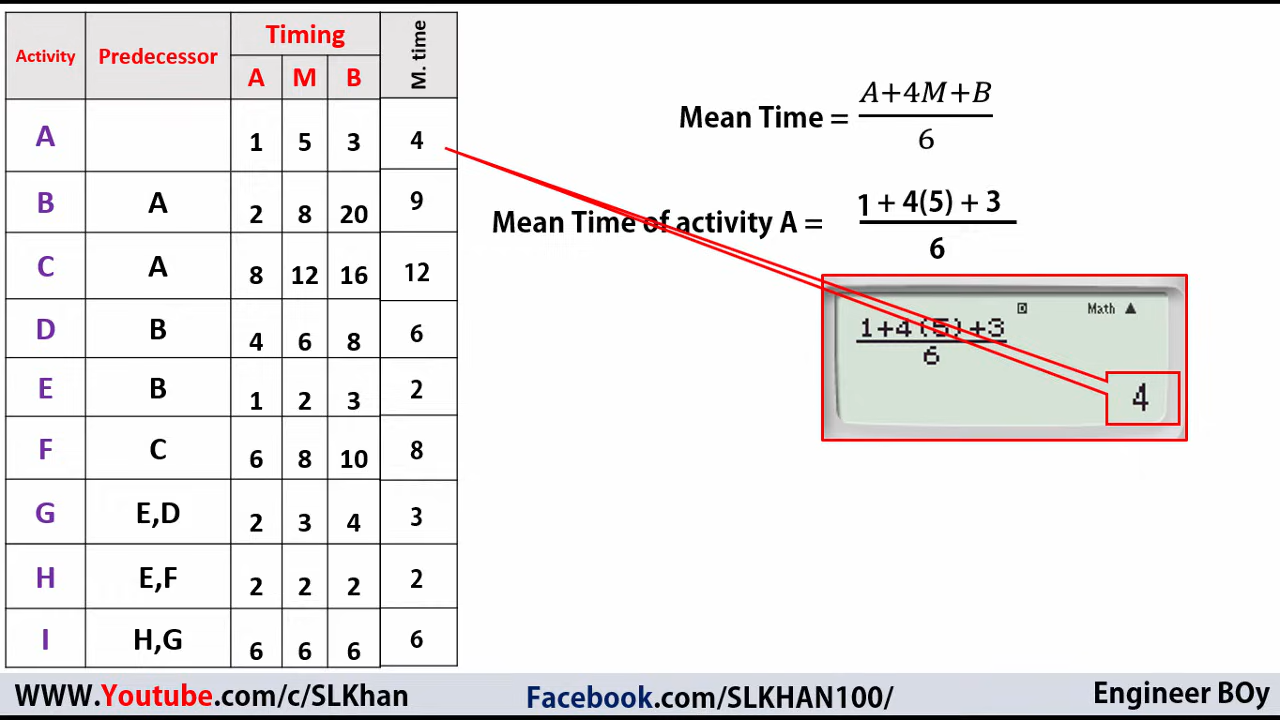 Activity Predecessor Timing M. time
A M B
A 1 5 3 4
B A 2 8 20 9
C A 8 12 16 12
D B 4 6 8 6
E B 1 2 3 2
F C 6 8 10 8
G E,D 2 3 4 3
H E,F 2 2 2 2
I H,G 6 6 6 6
Mean Time = A+4M+B
6
Mean Time of activity A = 1 + 4(5) + 3
6
D Math ▲
1+4(5)+3
6
4
WWW.Youtube.com/c/SLKhan Facebook.com/SLKHAN100/ Engineer BOy